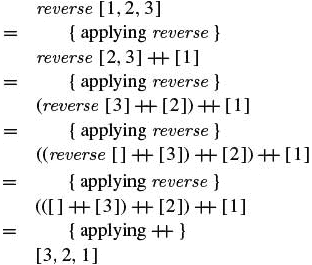 reverse [1, 2, 3]
= { applying reverse }
reverse [2, 3] ++ [1]
= { applying reverse }
(reverse [3] ++ [2]) ++ [1]
= { applying reverse }
((reverse [] ++ [3]) ++ [2]) ++ [1]
= { applying reverse }
(([] ++ [3]) ++ [2]) ++ [1]
= { applying ++ }
[3, 2, 1]